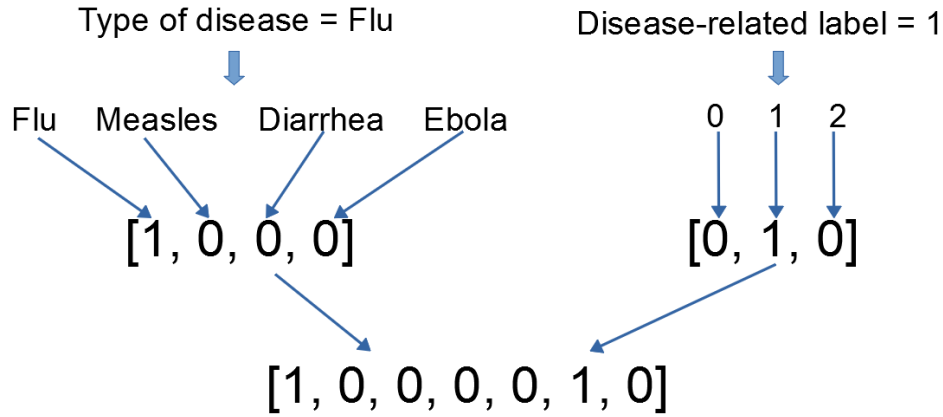 Type of disease = Flu
Disease-related label = 1
Flu Measles Diarrhea Ebola
0 1 2
[1, 0, 0, 0]
[0, 1, 0]
[1, 0, 0, 0, 0, 1, 0]